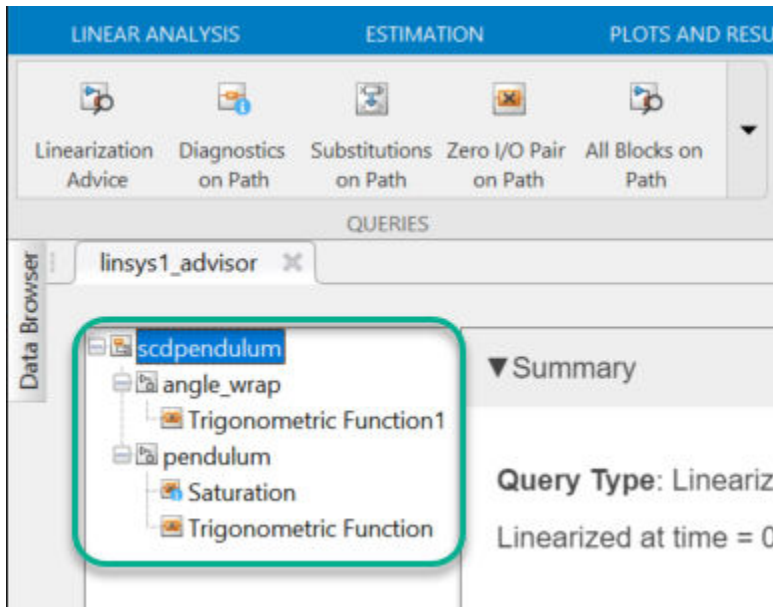 LINEAR ANALYSIS ESTIMATION PLOTS AND RESU
Linearization Diagnostics Substitutions Zero I/O Pair All Blocks on
Advice on Path on Path on Path Path
QUERIES
Data Browser
linsys1_advisor
scdpendulum
angle_wrap
Trigonometric Function1
pendulum
Saturation
Trigonometric Function
▼Summary
Query Type: Lineariz
Linearized at time = 0